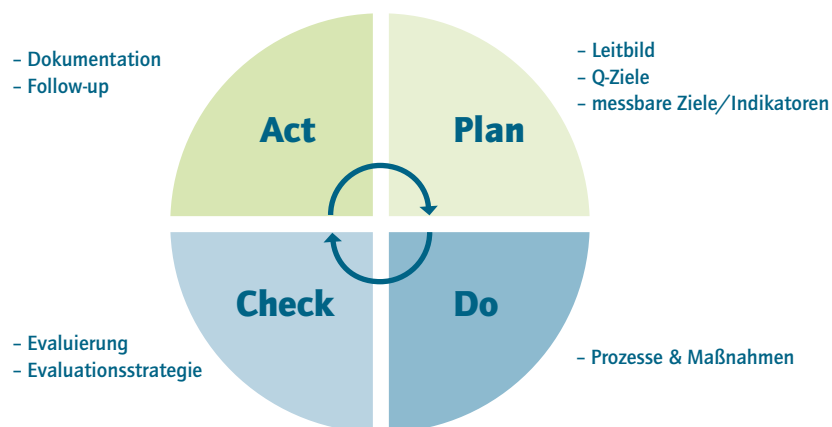 – Dokumentation
– Follow-up
– Leitbild
– Q-Ziele
– messbare Ziele/Indikatoren
Act
Plan
Check
Do
– Evaluierung
– Evaluationsstrategie
– Prozesse & Maßnahmen